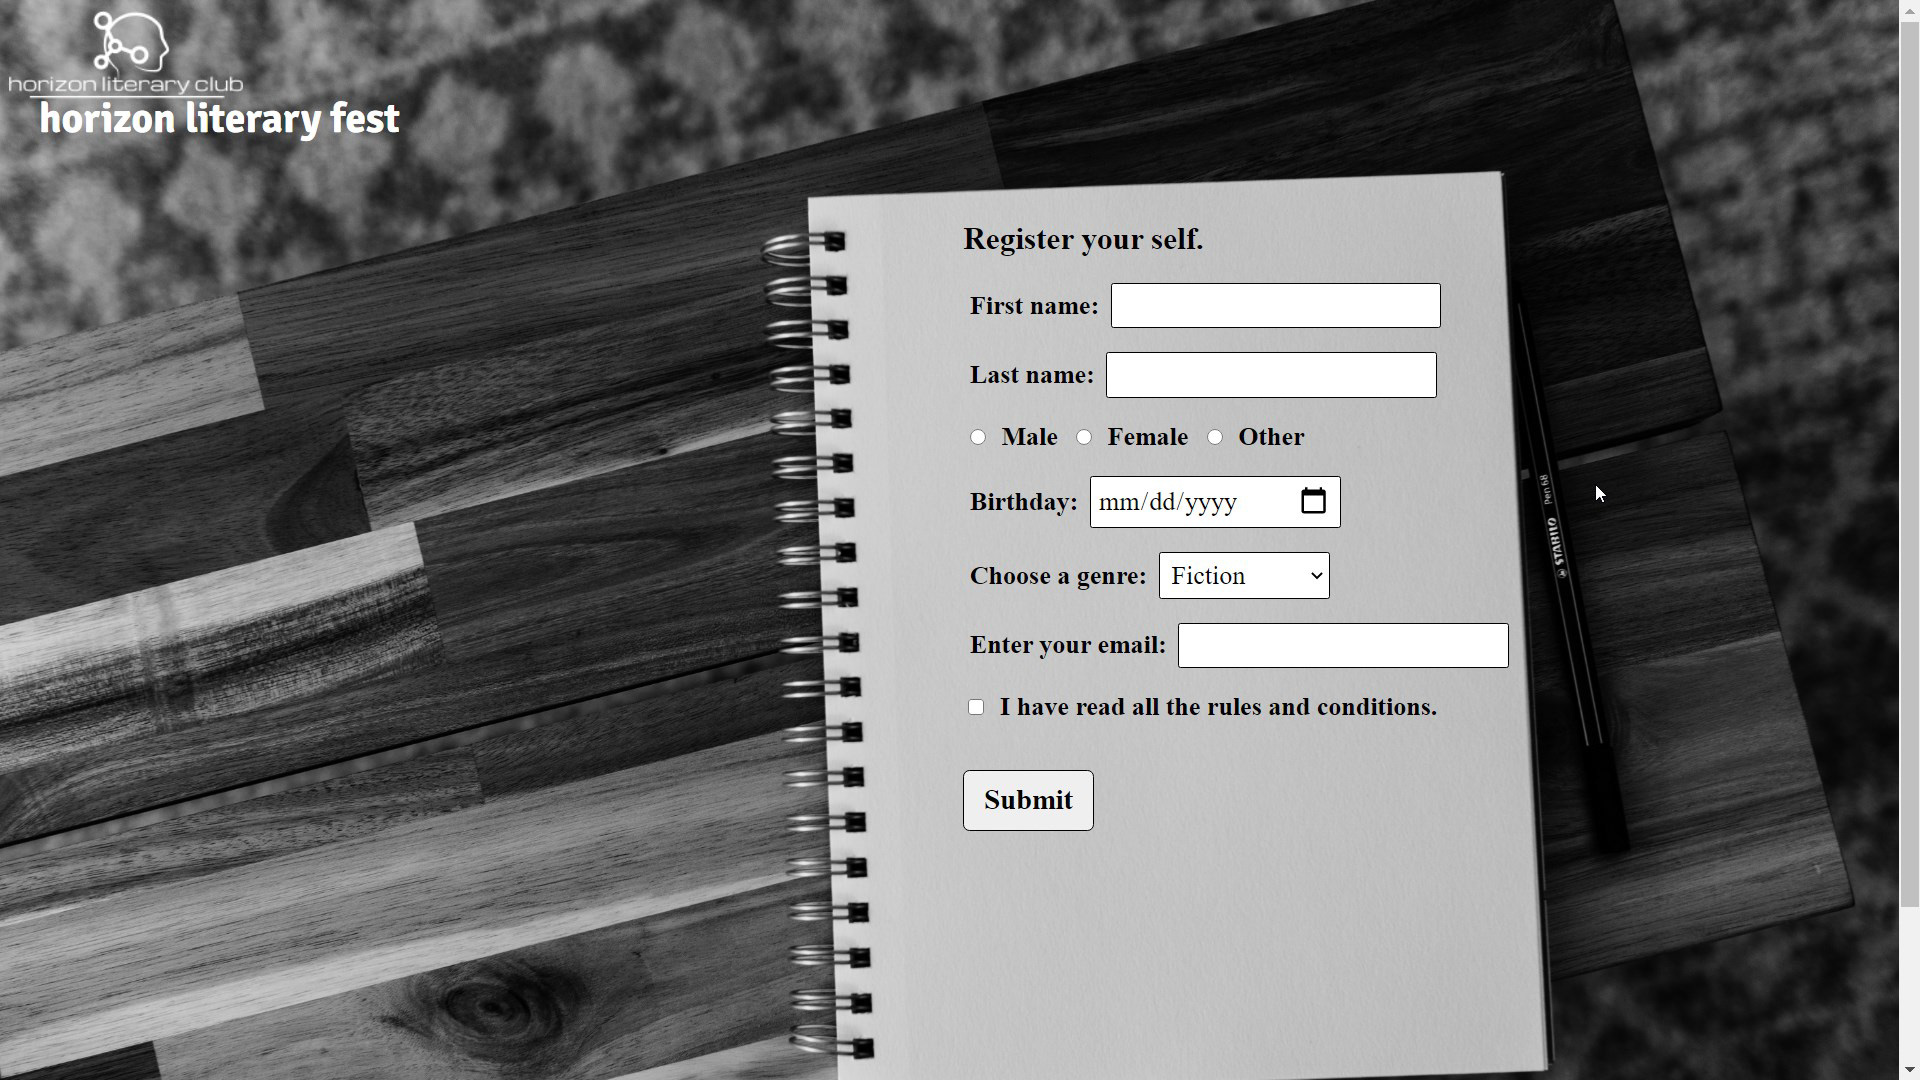 horizon literary club
horizon literary fest
Register your self.
First name:
Last name:
Male Female Other
Birthday: mm/dd/yyyy
Choose a genre: Fiction
Enter your email:
I have read all the rules and conditions.
Submit
STABILO Pen 68